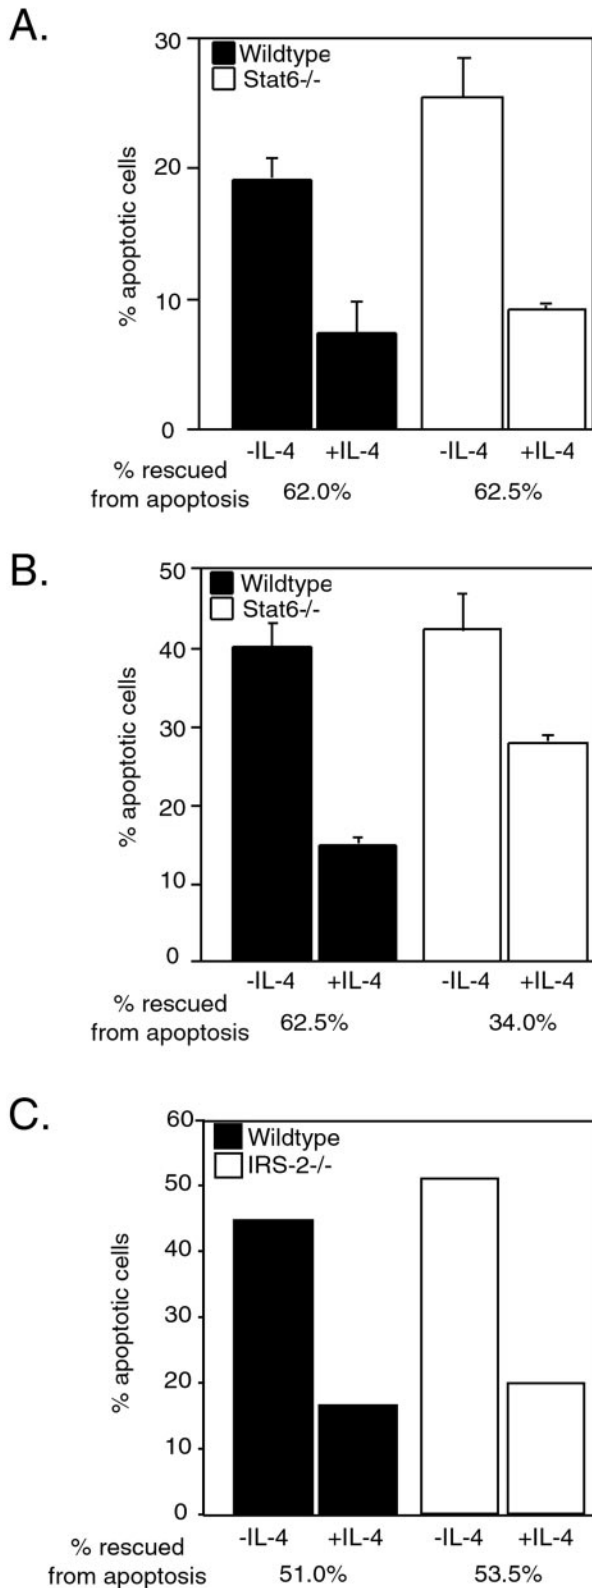 A.
30
20
10
0
% apoptotic cells
Wildtype
Stat6-/-
-IL-4 +IL-4 -IL-4 +IL-4
% rescued
from apoptosis 62.0% 62.5%
B.
50
40
30
20
10
0
% apoptotic cells
Wildtype
Stat6-/-
-IL-4 +IL-4 -IL-4 +IL-4
% rescued
from apoptosis 62.5% 34.0%
C.
60
50
40
30
20
10
0
% apoptotic cells
Wildtype
IRS-2-/-
-IL-4 +IL-4 -IL-4 +IL-4
% rescued
from apoptosis 51.0% 53.5%